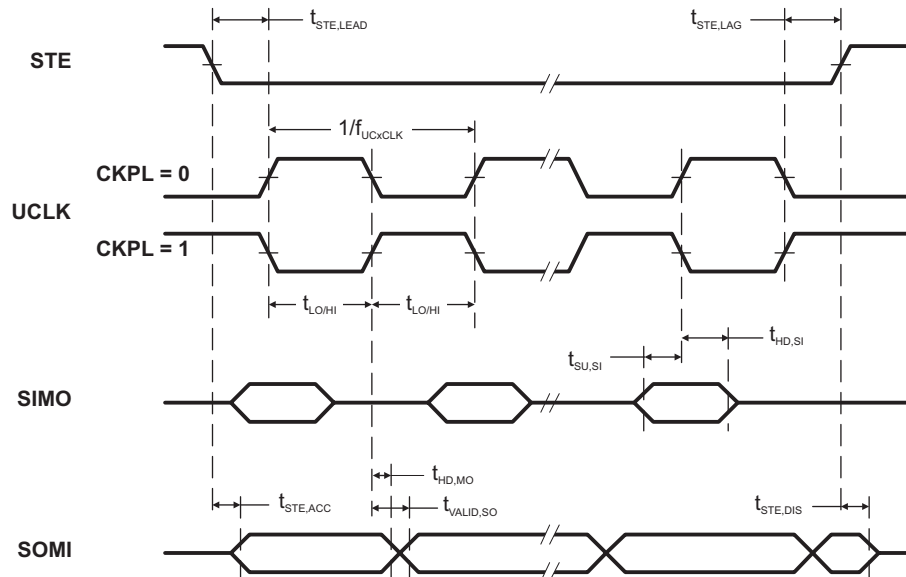 tSTE,LEAD
tSTE,LAG
STE
1/fUCxCLK
CKPL = 0
UCLK
CKPL = 1
tLO/HI tLO/HI
tHD,SI
tSU,SI
SIMO
tHD,MO
tSTE,ACC tVALID,SO tSTE,DIS
SOMI